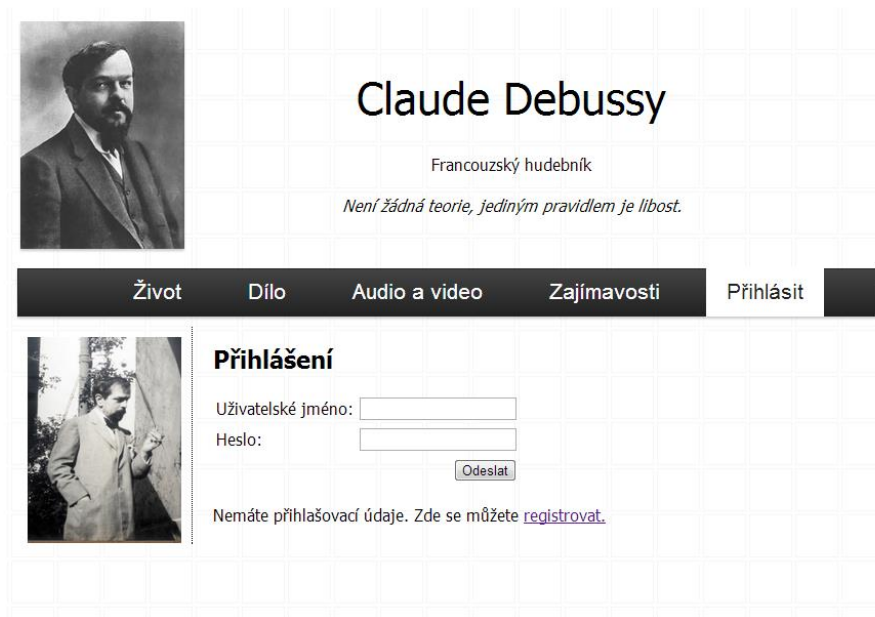 Claude Debussy
Francouzský hudebník
Není žádná teorie, jediným pravidlem je libost.
Život Dílo Audio a video Zajímavosti Přihlásit
Přihlášení
Uživatelské jméno:
Heslo:
Odeslat
Nemáte přihlašovací údaje. Zde se můžete registrovat.